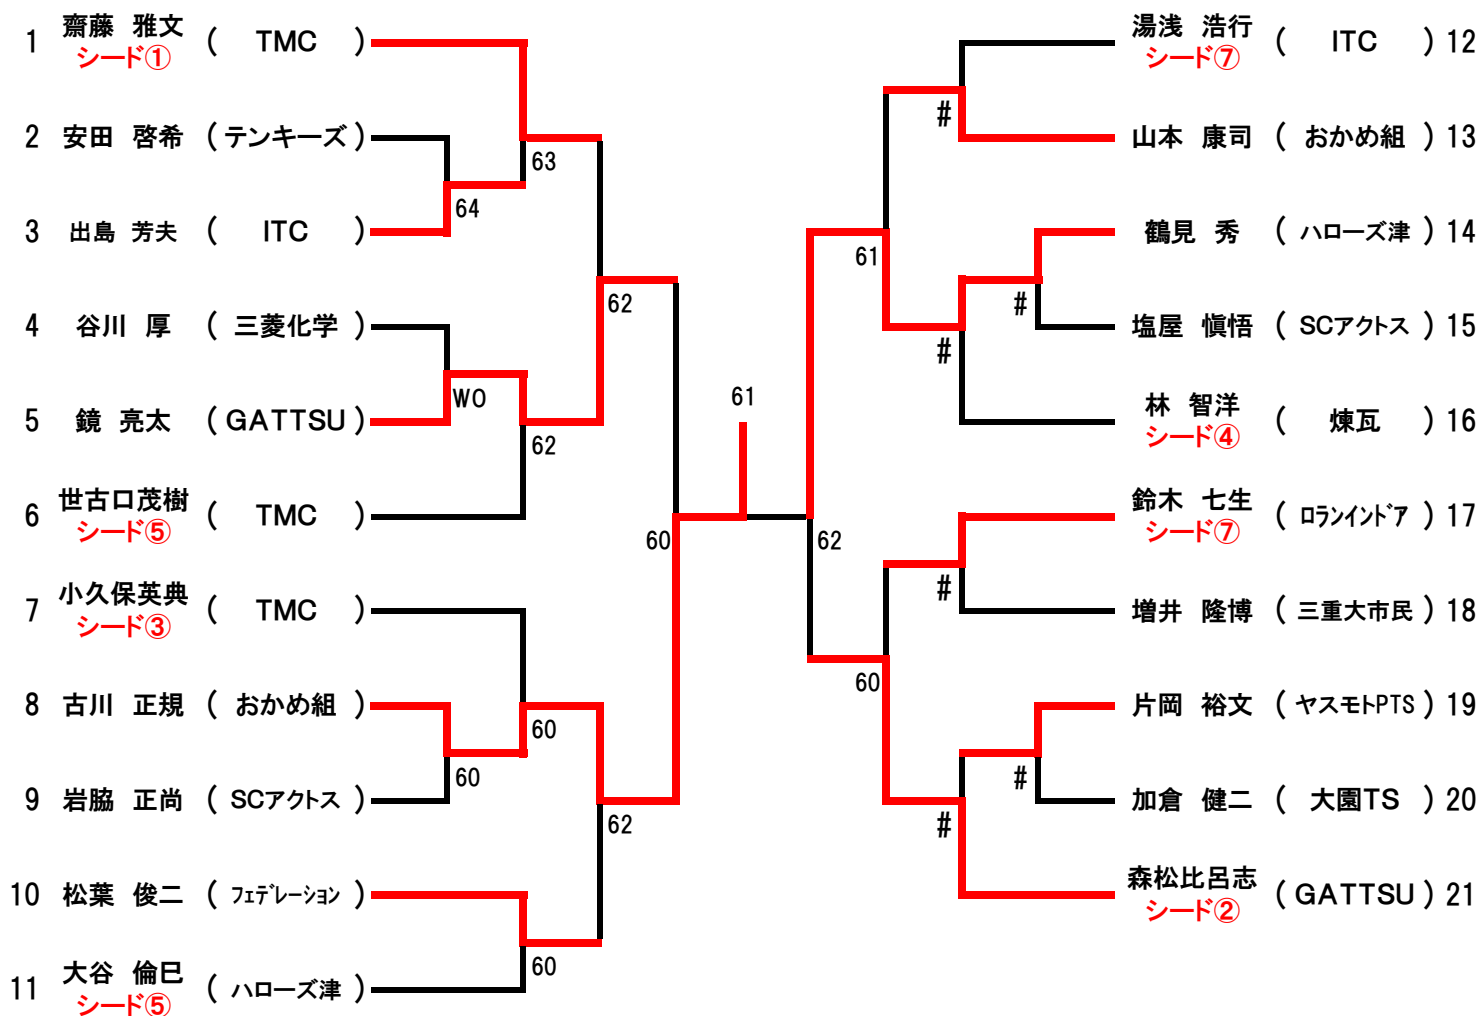 1 齋藤 雅文 ( TMC )
シード①
2 安田 啓希 ( テンキーズ )
63
64
3 出島 芳夫 ( ITC )
62
4 谷川 厚 ( 三菱化学 )
WO
5 鏡 亮太 ( GATTSU )
62
6 世古口茂樹 ( TMC )
シード⑤
60
7 小久保英典 ( TMC )
シード③
8 古川 正規 ( おかめ組 )
60
60
9 岩脇 正尚 ( SCアクトス )
62
10 松葉 俊二 ( フェデレーション )
60
11 大谷 倫巳 ( ハローズ津 )
シード⑤
61
湯浅 浩行 ( ITC ) 12
シード⑦
#
山本 康司 ( おかめ組 ) 13
鶴見 秀 ( ハローズ津 ) 14
61
#
塩屋 愼悟 ( SCアクトス ) 15
#
林 智洋 ( 煉瓦 ) 16
シード④
鈴木 七生 ( ロランインドア ) 17
シード⑦
62
#
増井 隆博 ( 三重大市民 ) 18
60
片岡 裕文 ( ヤスモトPTS ) 19
#
加倉 健二 ( 大園TS ) 20
#
森松比呂志 ( GATTSU ) 21
シード②